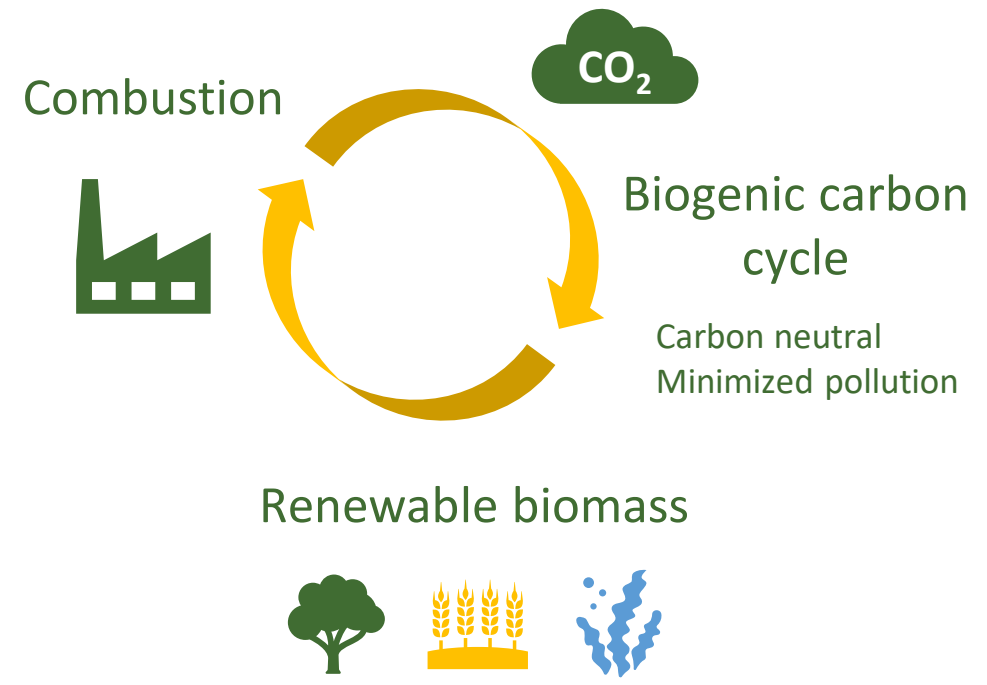 CO₂
Combustion
Biogenic carbon
cycle
Carbon neutral
Minimized pollution
Renewable biomass